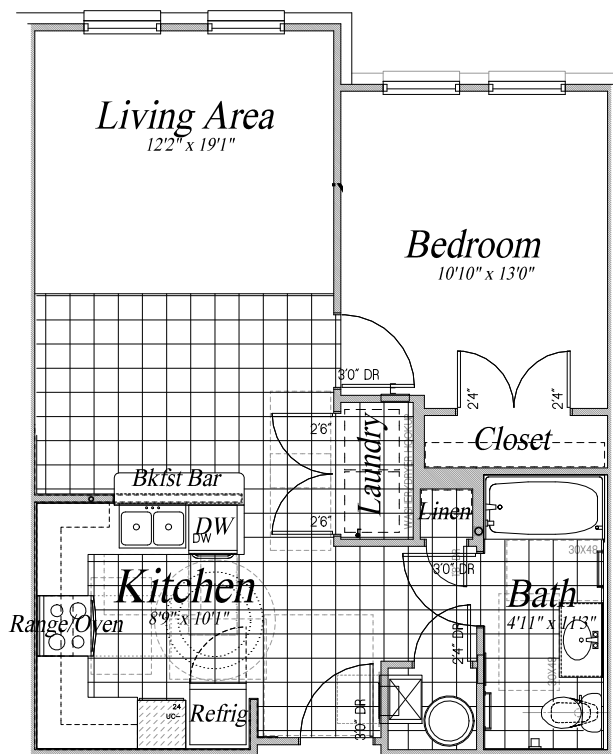 Living Area
12'2" x 19'1"
Bedroom
10'10" x 13'0"
3'0" DR
2'4"
2'4"
2'6"
Laundry
Closet
Bkfst Bar
2'6"
Linen
DW
DW
30X48
3'0" DR
Kitchen
8'9" x 10'1"
Bath
4'11" x 11'3"
Range/Oven
2'4" DR
30X48
24
UC-
Refrig
3'0" DR